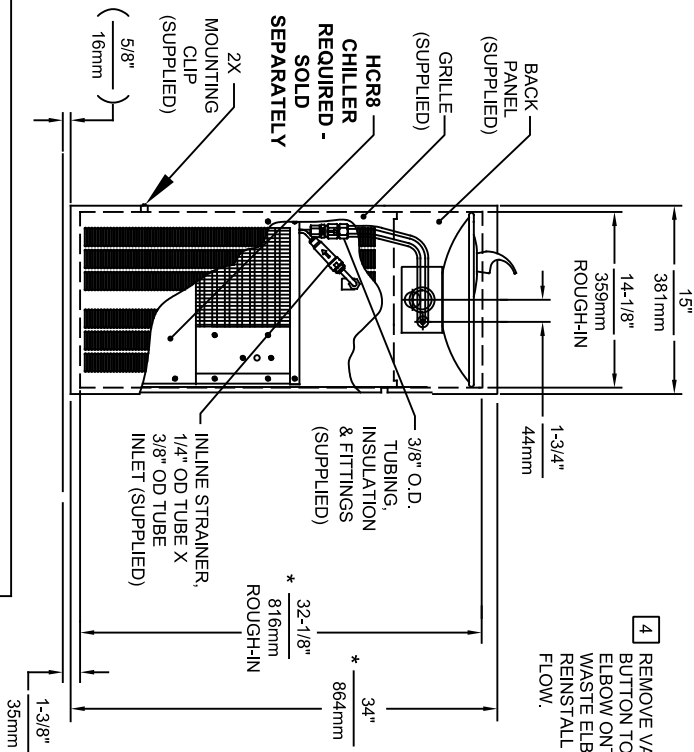 15"
381mm
14-1/8"
359mm
ROUGH-IN
1-3/4"
44mm
BACK
PANEL
(SUPPLIED)
GRILLE
(SUPPLIED)
HCR8
CHILLER
REQUIRED -
SOLD
SEPARATELY
2X
MOUNTING
CLIP
(SUPPLIED)
( 5/8" )
16mm
3/8" O.D.
TUBING,
INSULATION
& FITTINGS
(SUPPLIED)
INLINE STRAINER,
1/4" OD TUBE X
3/8" OD TUBE
INLET (SUPPLIED)
* 32-1/8"
816mm
ROUGH-IN
* 34"
864mm
1-3/8"
35mm
4 REMOVE
BUTTON TO
ELBOW
WASTE
REINSTALL
FLOW.